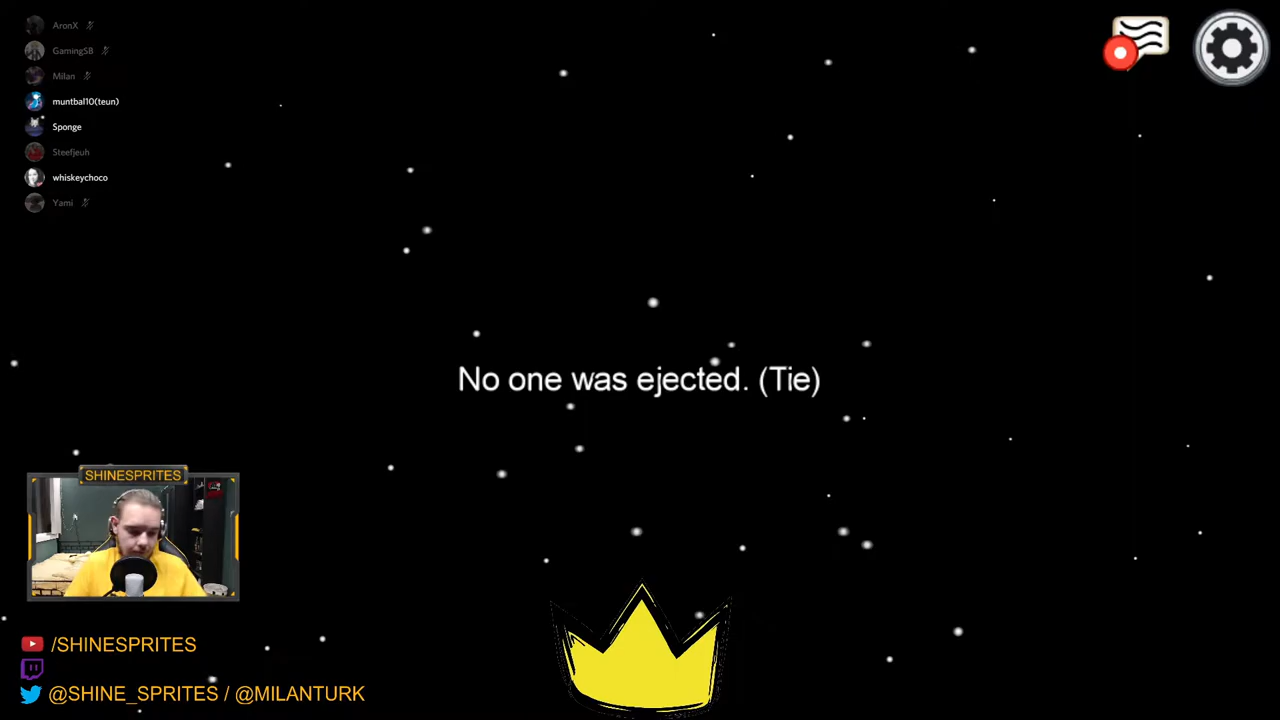 AronX
GamingSB
Milan
muntbal10(teun)
Sponge
Steefjeuh
whiskeychoco
Yami
No one was ejected. (Tie)
SHINESPRITES
/SHINESPRITES
@SHINE_SPRITES / @MILANTURK